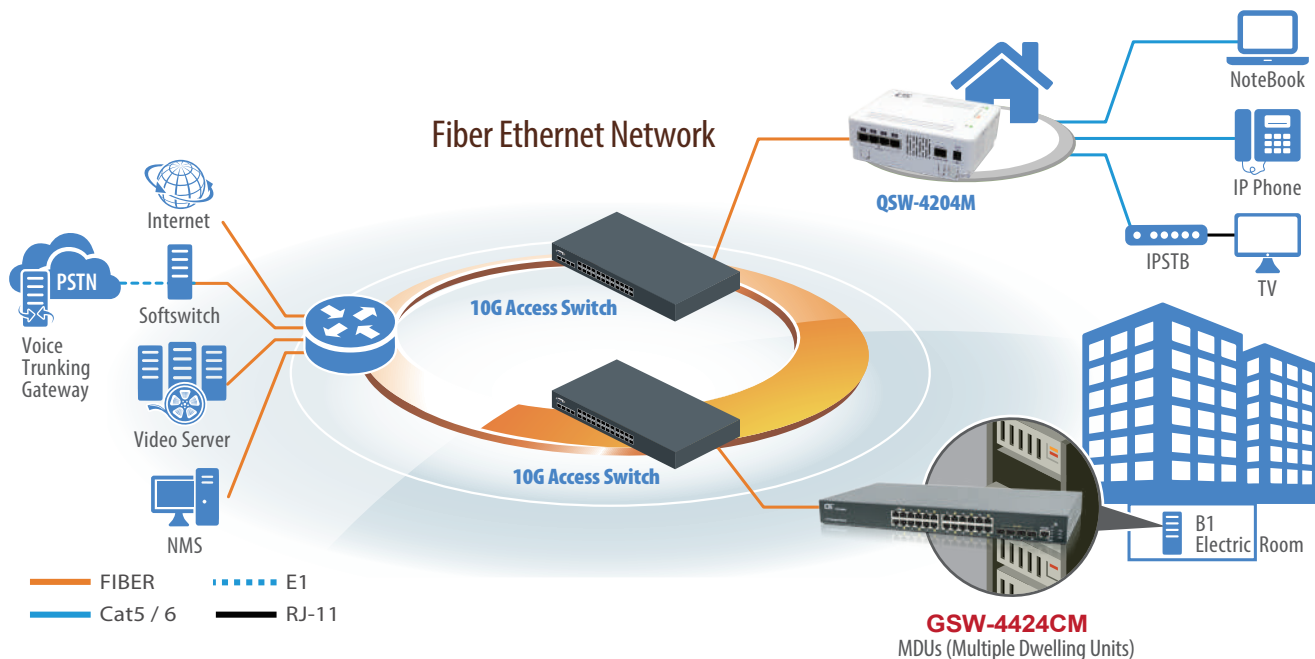 Fiber Ethernet Network
NoteBook
IP Phone
QSW-4204M
IPSTB
TV
Internet
PSTN
Softswitch
Voice
Trunking
Gateway
10G Access Switch
Video Server
10G Access Switch
NMS
B1
Electric Room
FIBER
E1
Cat5 / 6
RJ-11
GSW-4424CM
MDUs (Multiple Dwelling Units)